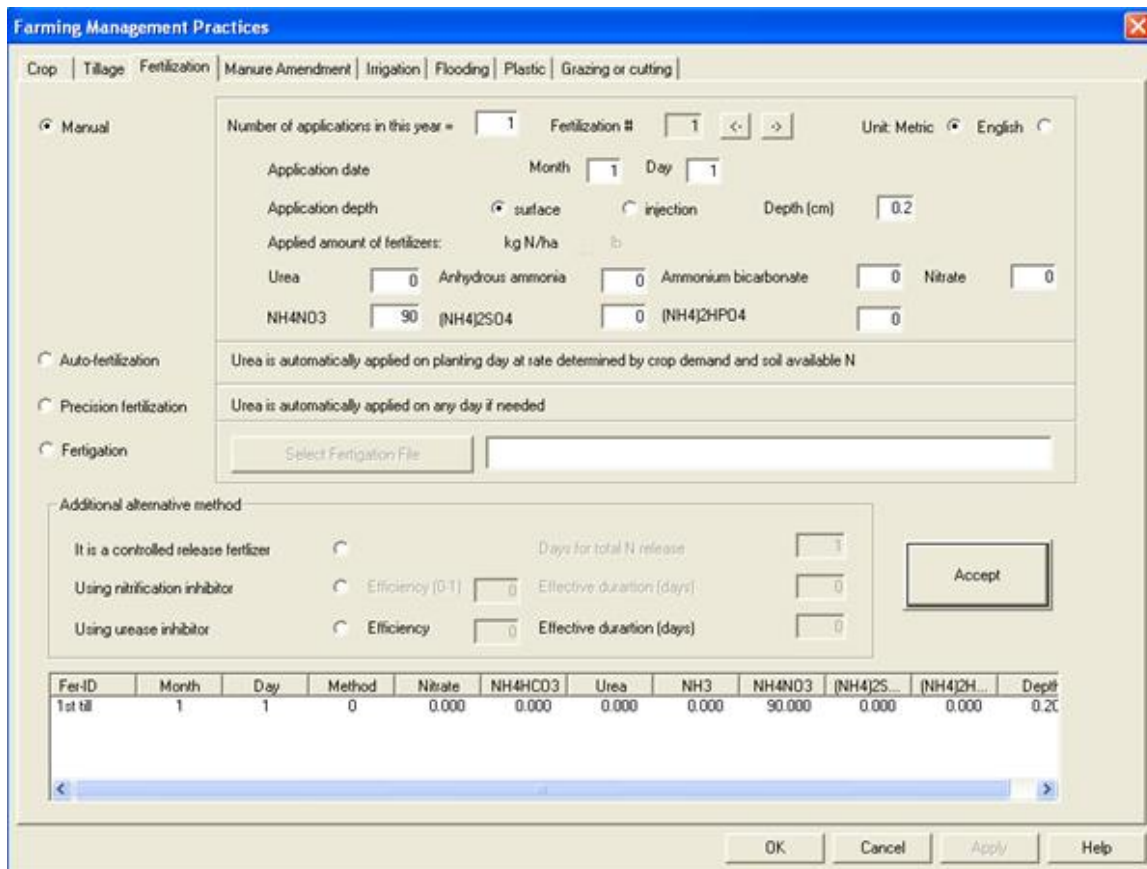 Farming Management Practices
Crop Tillage Fertilization Manure Amendment Irrigation Flooding Plastic Grazing or cutting
Manual Number of applications in this year = 1 Fertilization # 1 <- -> Unit: Metric English
Application date Month 1 Day 1
Application depth surface injection Depth (cm) 0.2
Applied amount of fertilizers: kg N/ha lb
Urea 0 Anhydrous ammonia 0 Ammonium bicarbonate 0 Nitrate 0
NH4NO3 90 (NH4)2SO4 0 (NH4)2HPO4 0
Auto-fertilization Urea is automatically applied on planting day at rate determined by crop demand and soil available N
Precision fertilization Urea is automatically applied on any day if needed
Fertigation Select Fertigation File
Additional alternative method
It is a controlled release fertlizer Days for total N release 1
Using nitrification inhibitor Efficiency (0-1) 0 Effective durartion (days) 0
Using urease inhibitor Efficiency 0 Effective durartion (days) 0
Accept
Fer-ID Month Day Method Nitrate NH4HCO3 Urea NH3 NH4NO3 (NH4)2S... (NH4)2H... Depth
1st till 1 1 0 0.000 0.000 0.000 0.000 90.000 0.000 0.000 0.20
OK Cancel Apply Help